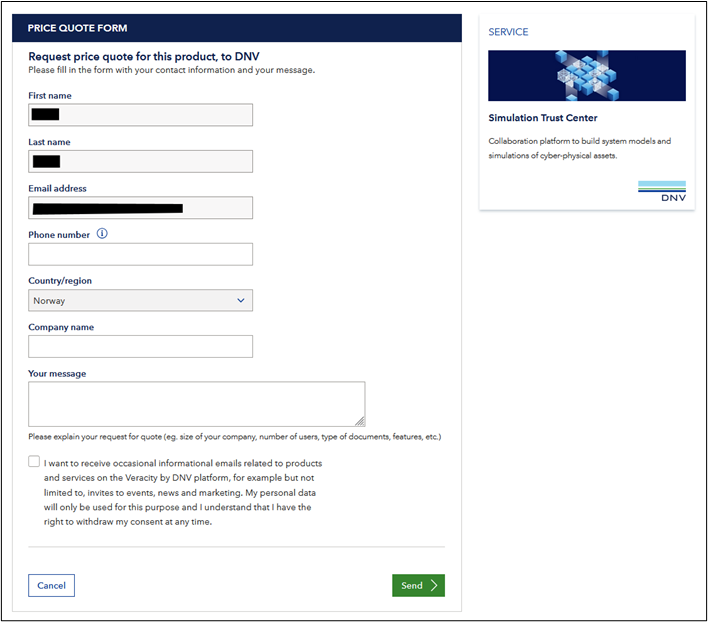 PRICE QUOTE FORM
Request price quote for this product, to DNV
Please fill in the form with your contact information and your message.
First name
Last name
Email address
Phone number
Country/region
Norway
Company name
Your message
Please explain your request for quote (eg. size of your company, number of users, type of documents, features, etc.)
I want to receive occasional informational emails related to products
and services on the Veracity by DNV platform, for example but not
limited to, invites to events, news and marketing. My personal data
will only be used for this purpose and I understand that I have the
right to withdraw my consent at any time.
Cancel
Send
SERVICE
Simulation Trust Center
Collaboration platform to build system models and
simulations of cyber-physical assets.
DNV